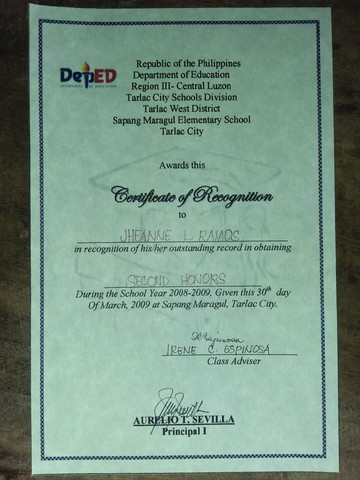 DepED
DEPARTMENT OF EDUCATION
Republic of the Philippines
Department of Education
Region III- Central Luzon
Tarlac City Schools Division
Tarlac West District
Sapang Maragul Elementary School
Tarlac City
Awards this
Certificate of Recognition
to
JHEANNE L. RAMOS
in recognition of his/her outstanding record in obtaining
SECOND HONORS
During the School Year 2008-2009. Given this 30th day
Of March, 2009 at Sapang Maragul, Tarlac City.
IRENE C. ESPINOSA
Class Adviser
AURELIO T. SEVILLA
Principal I